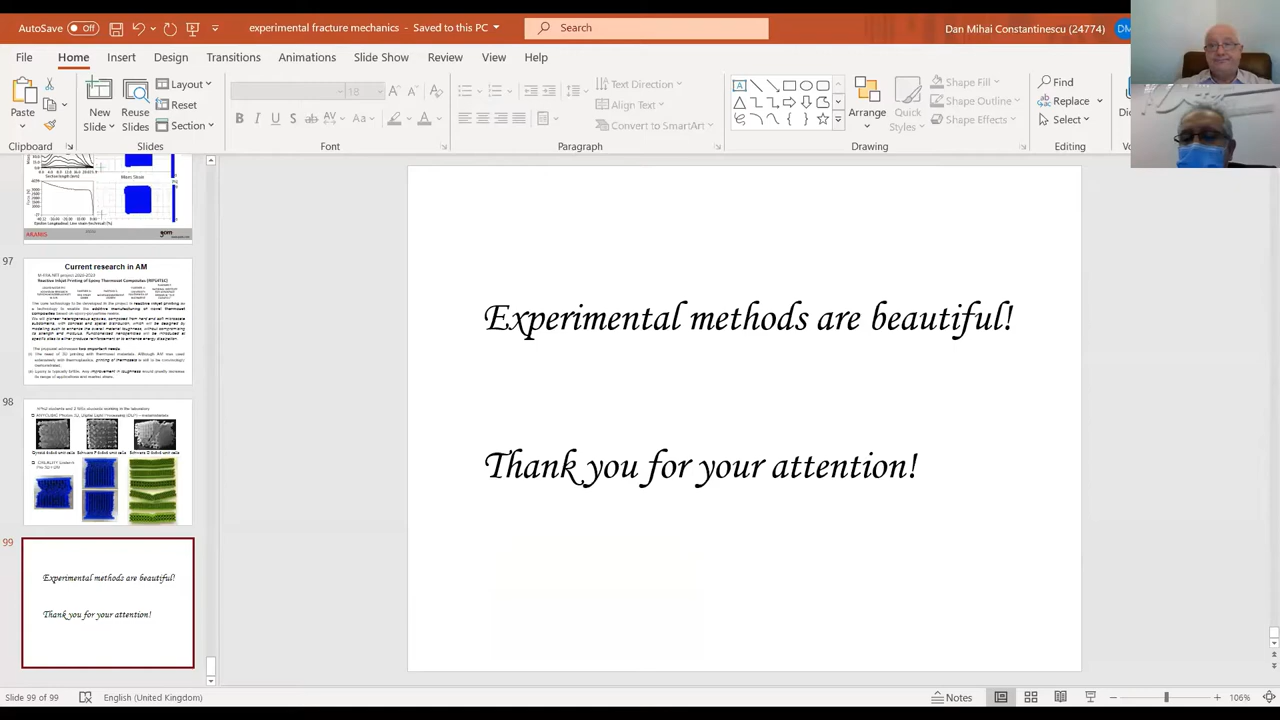 AutoSave Off
experimental fracture mechanics - Saved to this PC
Search
Dan Mihai Constantinescu (24774)
DM
File Home Insert Design Transitions Animations Slide Show Review View Help
Paste
New Slide
Reuse Slides
Layout
Reset
Section
18
Text Direction
Align Text
Convert to SmartArt
Arrange
Quick Styles
Shape Fill
Shape Outline
Shape Effects
Find
Replace
Select
Clipboard
Slides
Font
Paragraph
Drawing
Editing
97
Current research in AM
98
99
Experimental methods are beautiful!
Thank you for your attention!
Experimental methods are beautiful!
Thank you for your attention!
Slide 99 of 99
English (United Kingdom)
Notes
106%